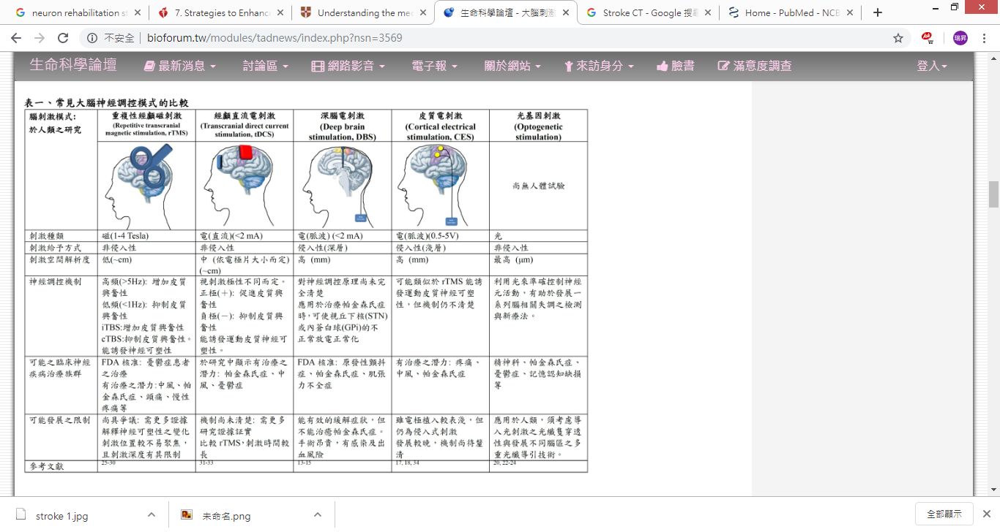 neuron rehabilitation st
7. Strategies to Enhance
Understanding the mec
生命科學論壇 - 大腦刺激
Stroke CT - Google 搜尋
Home - PubMed - NCB
不安全
bioforum.tw/modules/tadnews/index.php?nsn=3569
瑞昇
生命科學論壇 最新消息 討論區 網路影音 電子報 關於網站 來訪身分 臉書 滿意度調查 登入
表一、常見大腦神經調控模式的比較
腦刺激模式:
於人類之研究
重複性經顱磁刺激
(Repetitive transcranial
magnetic stimulation, rTMS)
經顱直流電刺激
(Transcranial direct current
stimulation, tDCS)
深腦電刺激
(Deep brain
stimulation, DBS)
皮質電刺激
(Cortical electrical
stimulation, CES)
光基因刺激
(Optogenetic
stimulation)
尚無人體試驗
刺激種類
磁(1-4 Tesla)
電(直流)(<2 mA)
電(脈波) (<2 mA)
電(脈波)(0.5-5V)
光
刺激給予方式
非侵入性
非侵入性
侵入性(深層)
侵入性(淺層)
非侵入性
刺激空間解析度
低(~cm)
中 (依電極片大小而定)
(~cm)
高 (mm)
高 (mm)
最高 (μm)
神經調控機制
高頻(>5Hz): 增加皮質
興奮性
低頻(<1Hz): 抑制皮質
興奮性
iTBS:增加皮質興奮性
cTBS:抑制皮質興奮性。
能誘發神經可塑性
視刺激極性不同而定。
正極(+): 促進皮質興
奮性
負極(－): 抑制皮質興
奮性
能誘發運動皮質神經可
塑性。
對神經調控原理尚未完
全清楚
應用於治療帕金森氏症
時，可使視丘下核(STN)
或內蒼白球(GPi)的不
正常放電正常化
可能類似於 rTMS 能誘
發運動皮質神經可塑
性，但機制仍不清楚
利用光來準確控制神經
元活動，有助於發展一
系列腦相關失調之檢測
與新療法。
可能之臨床神經
疾病治療族群
FDA 核准: 憂鬱症患者
之治療
有治療之潛力:中風、帕
金森氏症、頭痛、慢性
疼痛等
於研究中顯示有治療之
潛力: 帕金森氏症、中
風、憂鬱症
FDA 核准: 原發性顫抖
症、帕金森氏症、肌張
力不全症
有治療之潛力: 疼痛、
中風、帕金森氏症
精神科、帕金森氏症、
憂鬱症、記憶認知缺損
等
可能發展之限制
尚具爭議: 需更多證據
解釋神經可塑性之變化
刺激位置較不易聚焦，
且刺激深度有其限制
機制尚未清楚: 需更多
研究證據証實
比較 rTMS，刺激時間較
長
能有效的緩解症狀，但
不能治癒帕金森氏症。
手術昂貴，有感染及出
血風險
雖電極植入較表淺，但
仍為侵入式刺激
發展較晚，機制尚待釐
清
應用於人類，須考慮導
入光刺激之光纖隻穿透
性與發展不同腦區之多
重光纖導引技術。
參考文獻
25-30
31-33
13-15
17, 18, 34
20, 22-24
stroke 1.jpg
未命名.png
全部顯示